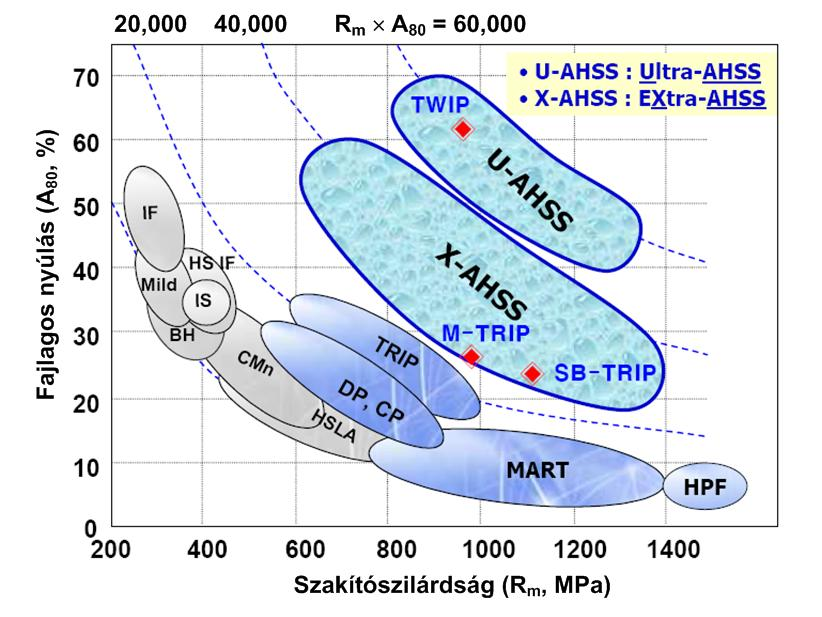 20,000 40,000 Rm × A80 = 60,000
• U-AHSS : Ultra-AHSS
• X-AHSS : EXtra-AHSS
Fajlagos nyúlás (A80, %)
70
60
50
40
30
20
10
0
TWIP
U-AHSS
X-AHSS
M-TRIP
SB-TRIP
IF
HS IF
Mild
IS
BH
CMn
TRIP
DP, CP
HSLA
MART
HPF
200 400 600 800 1000 1200 1400
Szakítószilárdság (Rm, MPa)